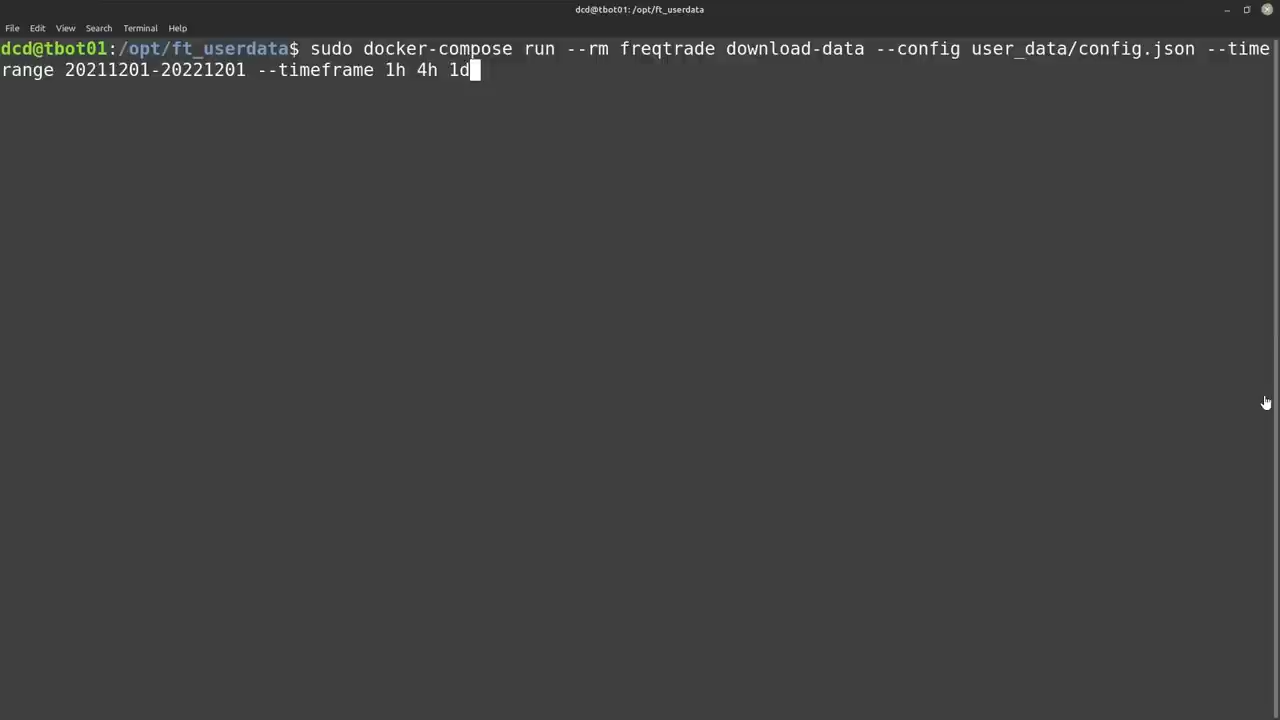 dcd@tbot01: /opt/ft_userdata
File Edit View Search Terminal Help
dcd@tbot01:/opt/ft_userdata$ sudo docker-compose run --rm freqtrade download-data --config user_data/config.json --time
range 20211201-20221201 --timeframe 1h 4h 1d